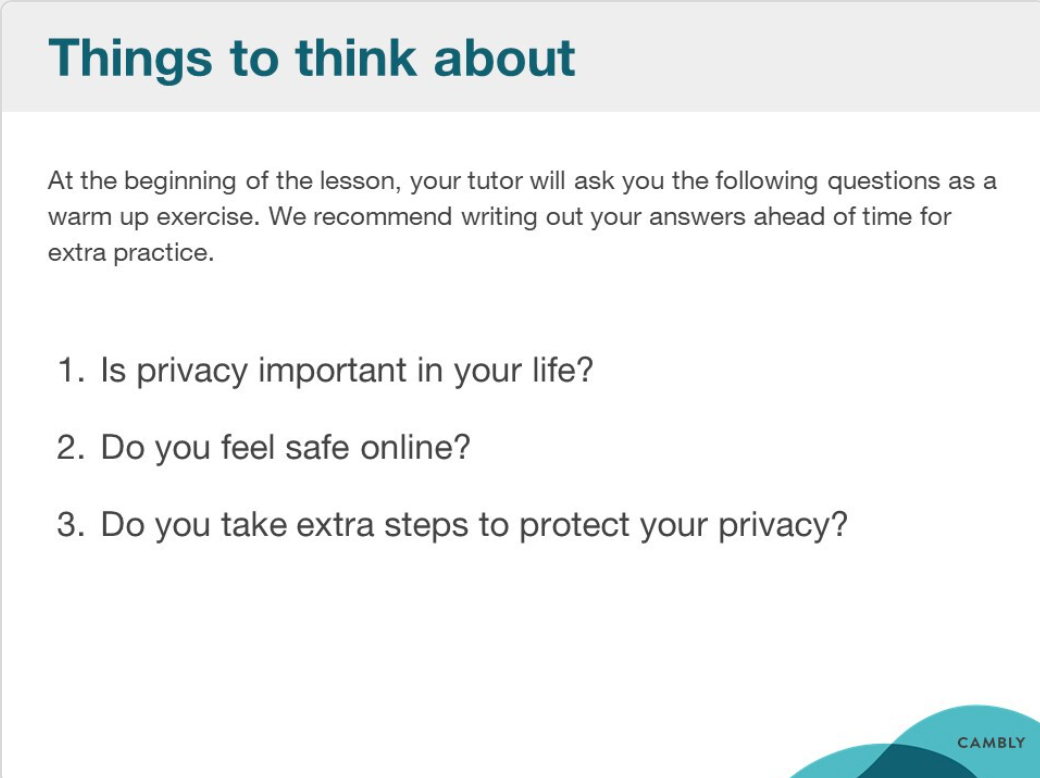 Things to think about
At the beginning of the lesson, your tutor will ask you the following questions as a
warm up exercise. We recommend writing out your answers ahead of time for
extra practice.
1. Is privacy important in your life?
2. Do you feel safe online?
3. Do you take extra steps to protect your privacy?
CAMBLY